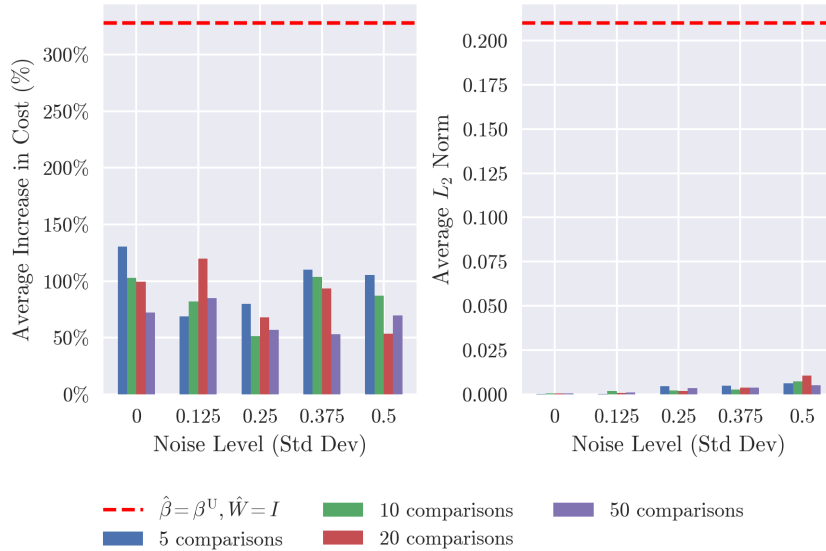 Average Increase in Cost (%)
300%
250%
200%
150%
100%
50%
0%
0 0.125 0.25 0.375 0.5
Noise Level (Std Dev)
Average L₂ Norm
0.200
0.175
0.150
0.125
0.100
0.075
0.050
0.025
0.000
0 0.125 0.25 0.375 0.5
Noise Level (Std Dev)
β̂ = βᵁ, Ŵ = I
5 comparisons
10 comparisons
20 comparisons
50 comparisons